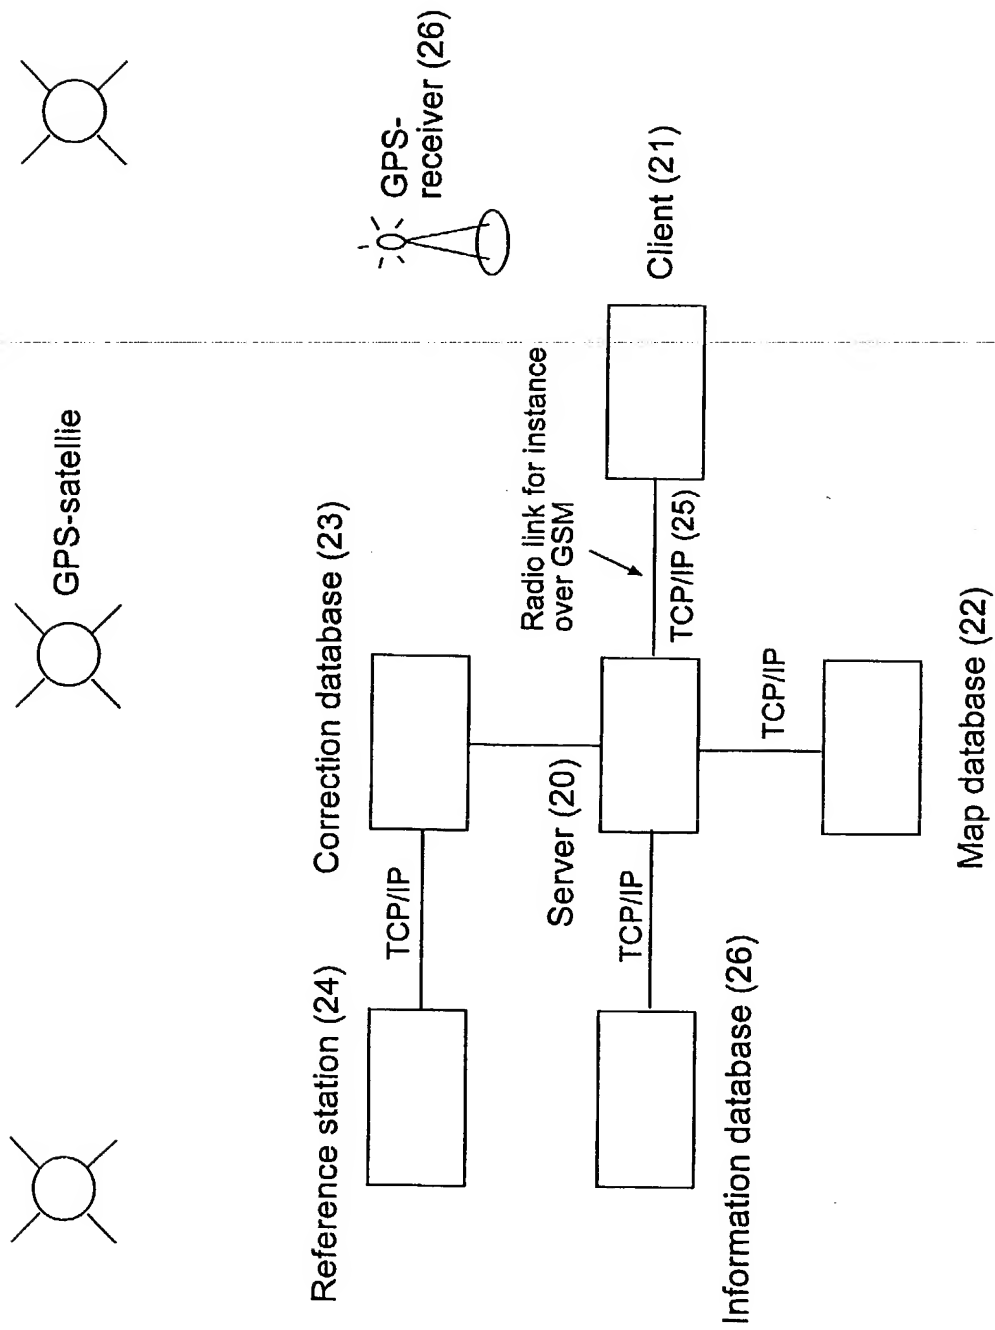 GPS-satellie
GPS-
receiver (26)
Reference station (24)
Correction database (23)
TCP/IP
Radio link for instance
over GSM
Client (21)
Server (20)
TCP/IP
TCP/IP (25)
Information database (26)
TCP/IP
Map database (22)